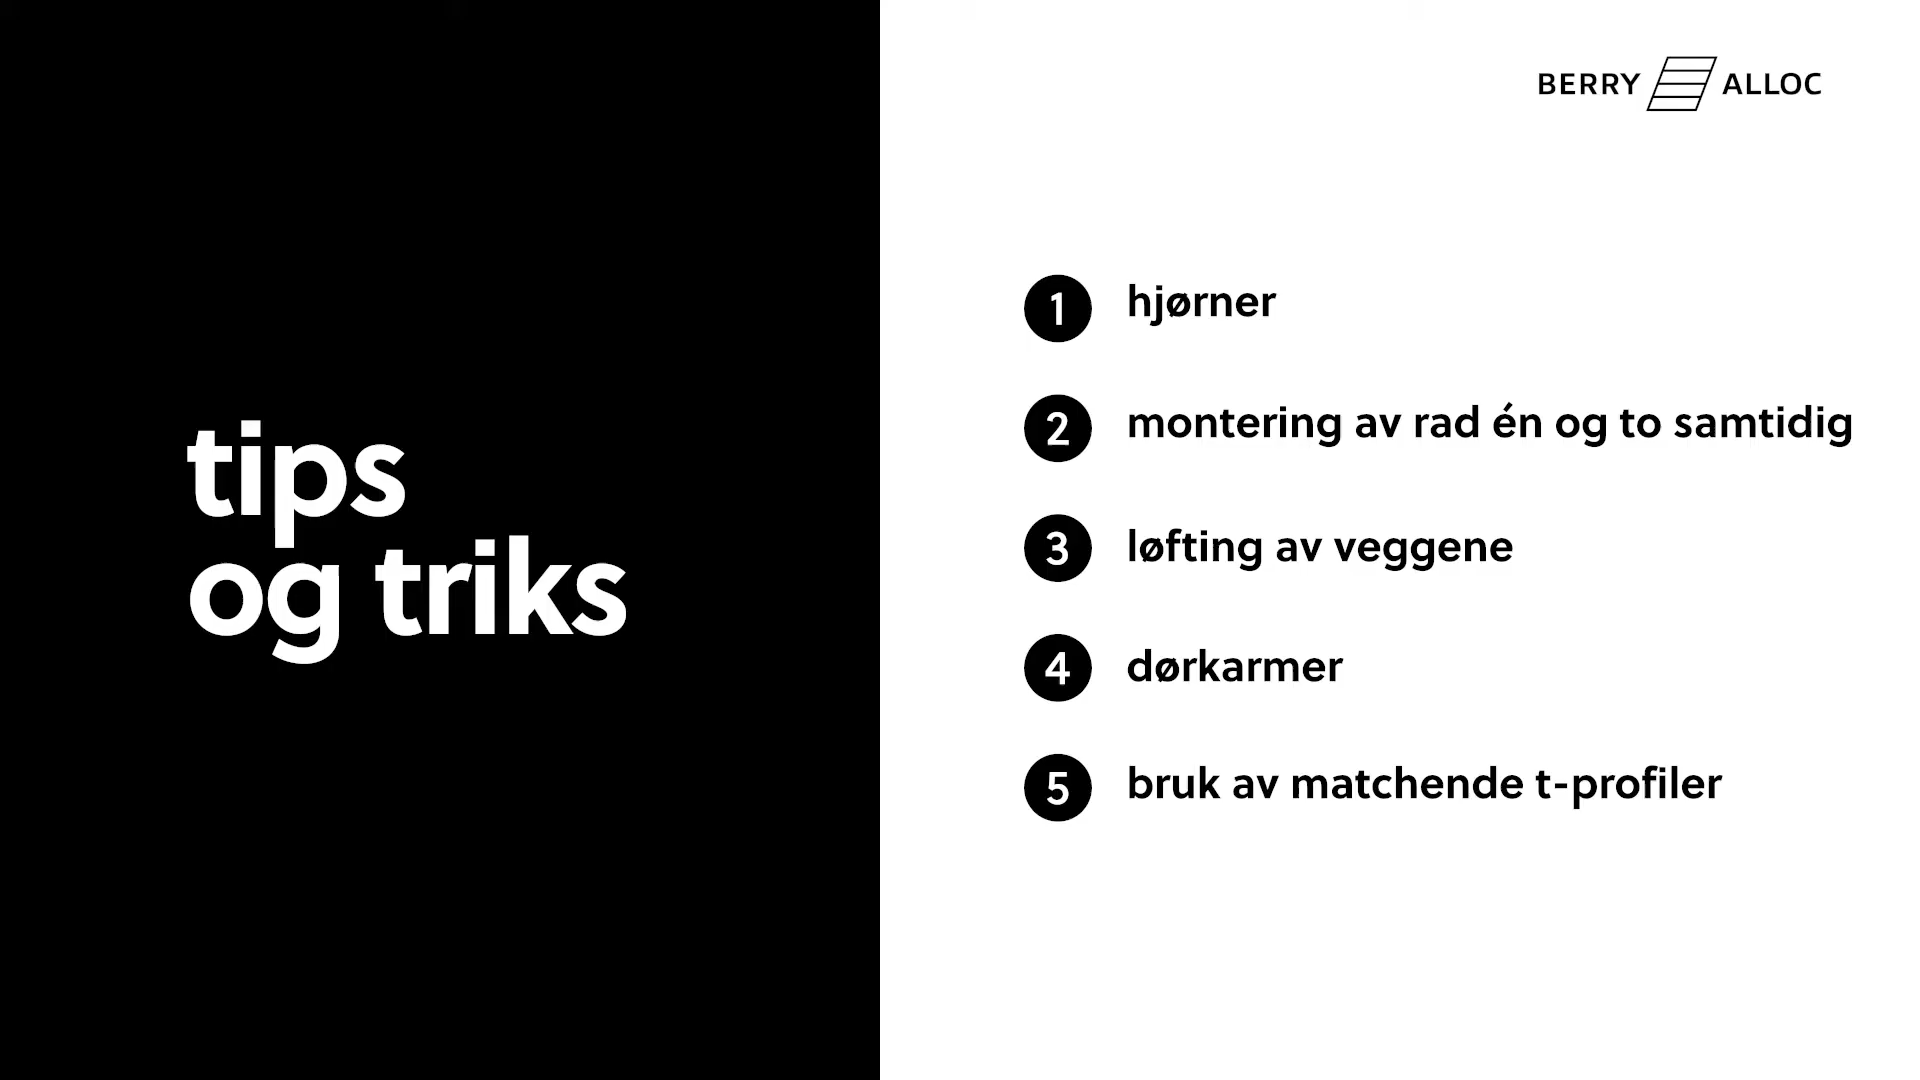 tips
og triks
BERRY ALLOC
1 hjørner
2 montering av rad én og to samtidig
3 løfting av veggene
4 dørkarmer
5 bruk av matchende t-profiler